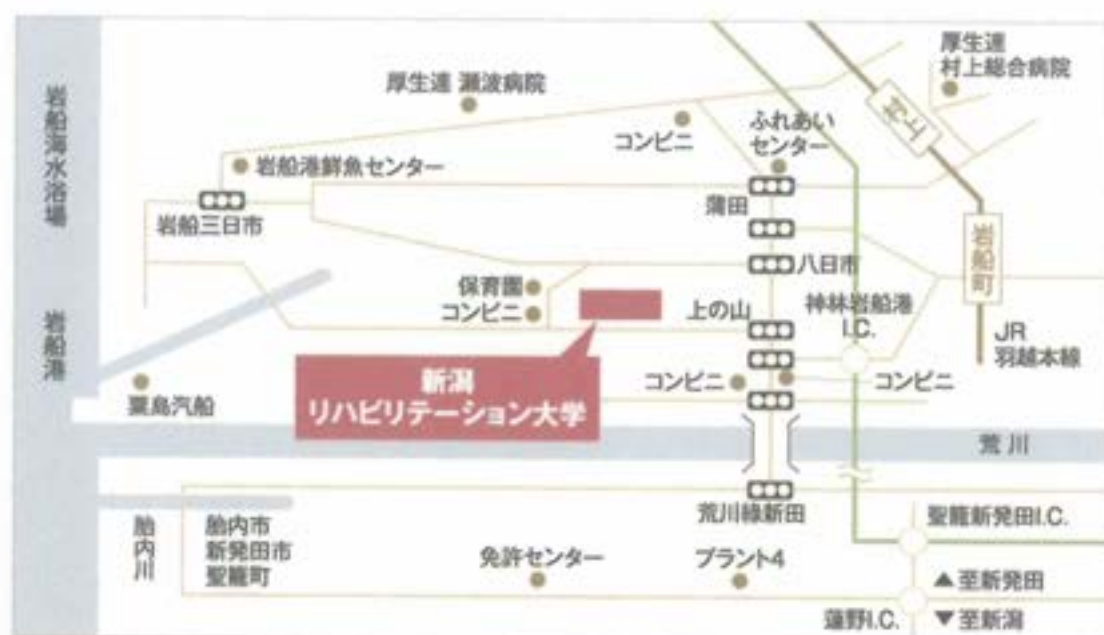 厚生連
村上総合病院
厚生連 瀬波病院
コンビニ
ふれあい
センター
村上
岩船海水浴場
岩船港鮮魚センター
岩船三日市
蒲田
八日市
岩船町
保育園
コンビニ
上の山
神林岩船港
I.C.
JR
羽越本線
岩船港
粟島汽船
新潟
リハビリテーション大学
コンビニ
コンビニ
荒川
荒川緑新田
聖籠新発田I.C.
胎内川
胎内市
新発田市
聖籠町
免許センター
プラント4
▲至新発田
蓮野I.C.
▼至新潟